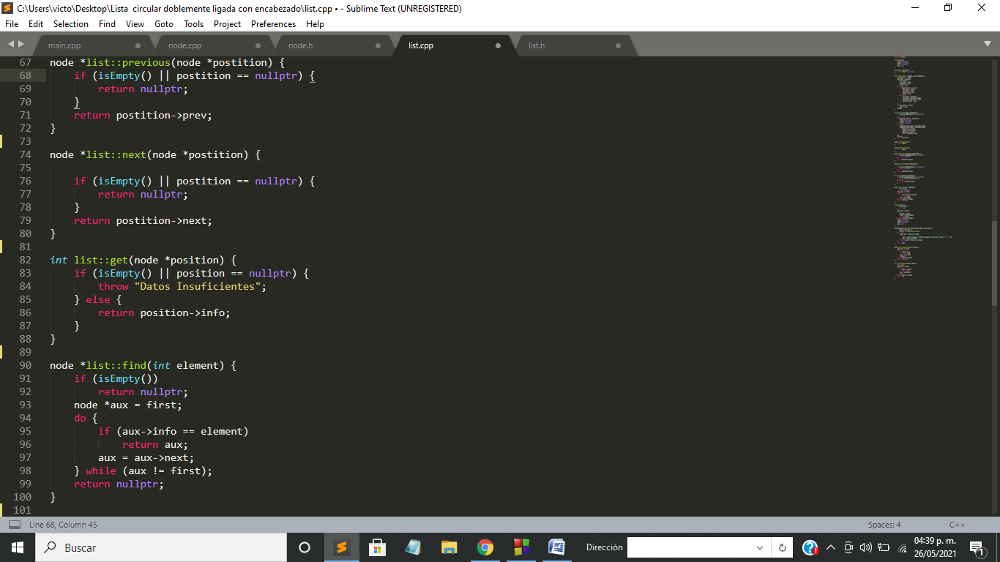 C:\Users\victo\Desktop\Lista  circular doblemente ligada con encabezado\list.cpp • - Sublime Text (UNREGISTERED)
File Edit Selection Find View Goto Tools Project Preferences Help
main.cpp node.cpp node.h list.cpp list.h
67 node *list::previous(node *postition) {
68     if (isEmpty() || postition == nullptr) {
69         return nullptr;
70     }
71     return postition->prev;
72 }
73
74 node *list::next(node *postition) {
75
76     if (isEmpty() || postition == nullptr) {
77         return nullptr;
78     }
79     return postition->next;
80 }
81
82 int list::get(node *position) {
83     if (isEmpty() || position == nullptr) {
84         throw "Datos Insuficientes";
85     } else {
86         return position->info;
87     }
88 }
89
90 node *list::find(int element) {
91     if (isEmpty())
92         return nullptr;
93     node *aux = first;
94     do {
95         if (aux->info == element)
96             return aux;
97         aux = aux->next;
98     } while (aux != first);
99     return nullptr;
100 }
101
Line 68, Column 45 Spaces: 4 C++
Buscar Dirección 04:39 p. m.
26/05/2021 1